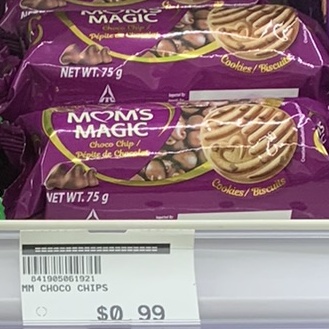 MOM'S
MAGIC
Choco Chip /
Pépite de Chocolat
NET WT. 75 g
Cookies / Biscuits
MOM'S
MAGIC
Choco Chip /
Pépite de Chocolat
NET WT. 75 g
Cookies / Biscuits
841905061921
MM CHOCO CHIPS
$0.99